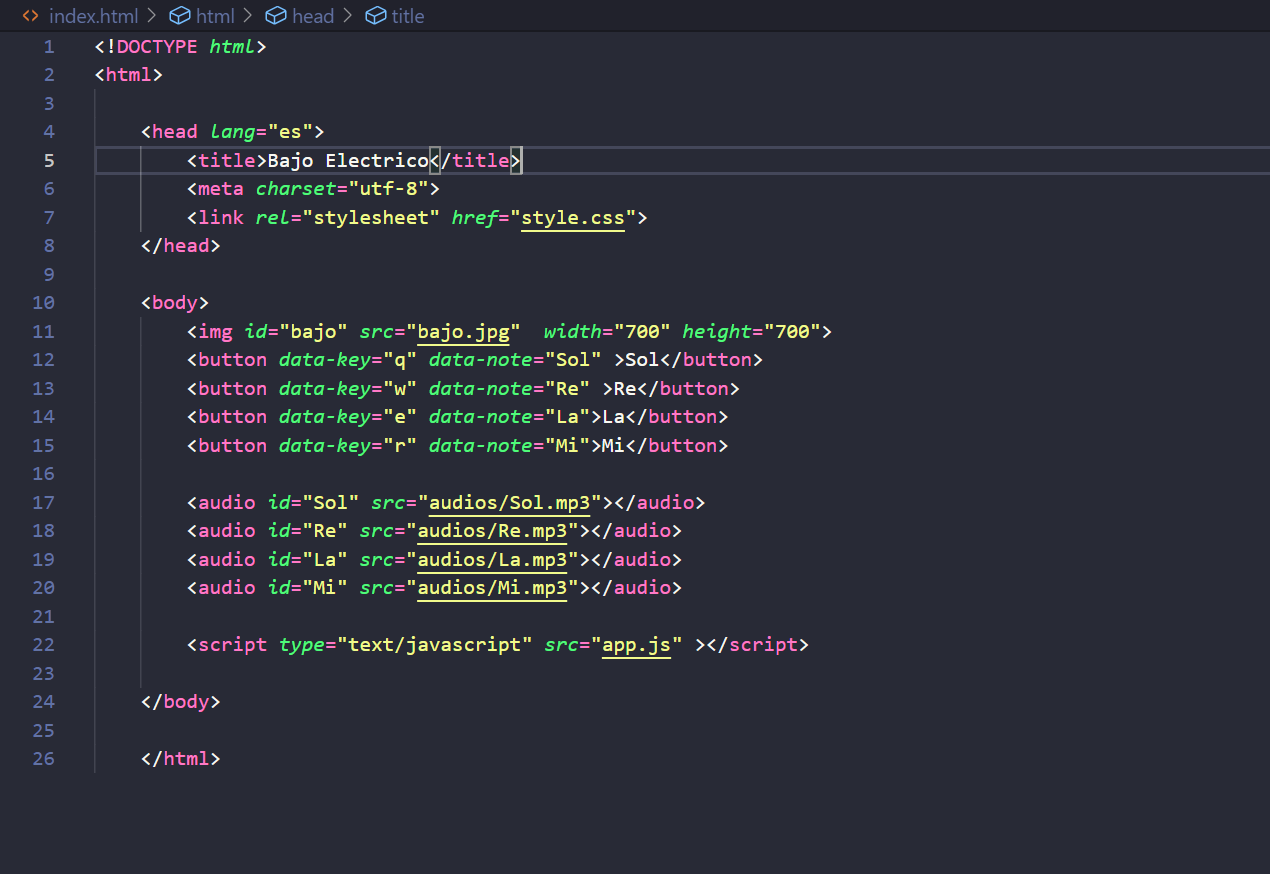 index.html > html > head > title
1 <!DOCTYPE html>
2 <html>
3
4 <head lang="es">
5 <title>Bajo Electrico</title>
6 <meta charset="utf-8">
7 <link rel="stylesheet" href="style.css">
8 </head>
9
10 <body>
11 <img id="bajo" src="bajo.jpg"  width="700" height="700">
12 <button data-key="q" data-note="Sol" >Sol</button>
13 <button data-key="w" data-note="Re" >Re</button>
14 <button data-key="e" data-note="La">La</button>
15 <button data-key="r" data-note="Mi">Mi</button>
16
17 <audio id="Sol" src="audios/Sol.mp3"></audio>
18 <audio id="Re" src="audios/Re.mp3"></audio>
19 <audio id="La" src="audios/La.mp3"></audio>
20 <audio id="Mi" src="audios/Mi.mp3"></audio>
21
22 <script type="text/javascript" src="app.js" ></script>
23
24 </body>
25
26 </html>